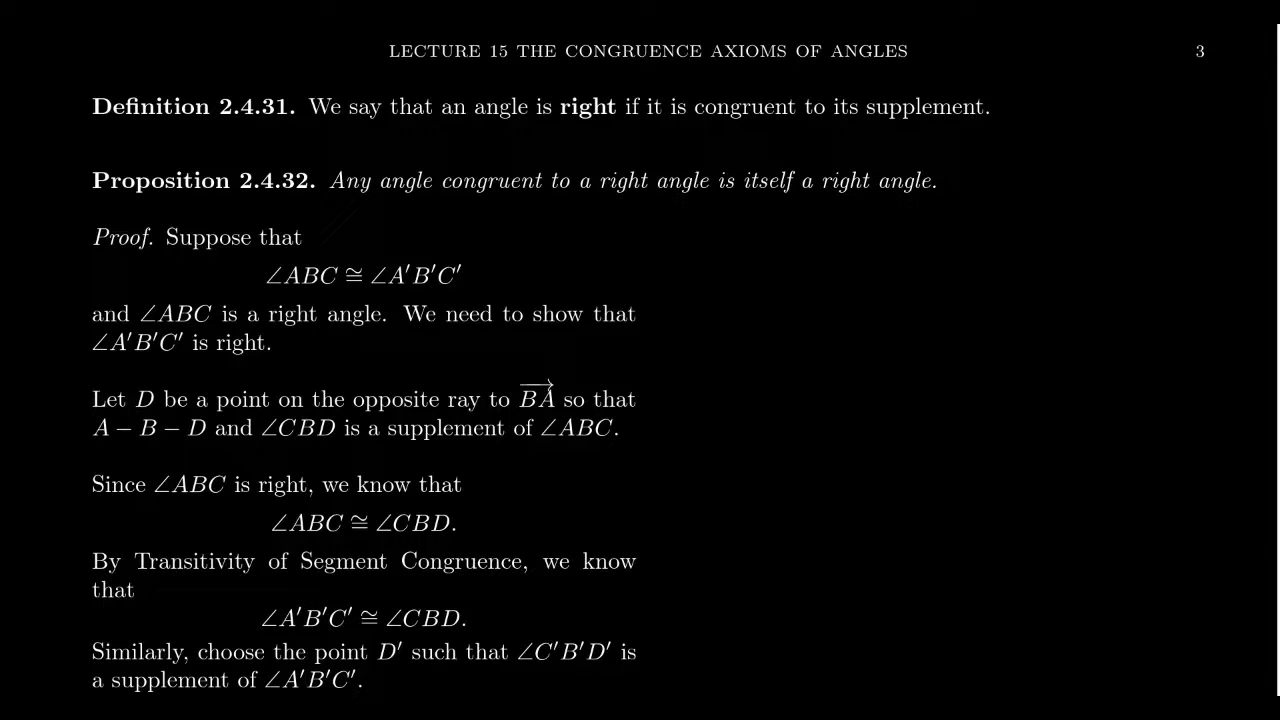 LECTURE 15 THE CONGRUENCE AXIOMS OF ANGLES 3
Definition 2.4.31. We say that an angle is right if it is congruent to its supplement.
Proposition 2.4.32. Any angle congruent to a right angle is itself a right angle.
Proof. Suppose that
∠ABC ≅ ∠A′B′C′
and ∠ABC is a right angle. We need to show that
∠A′B′C′ is right.
Let D be a point on the opposite ray to \overrightarrow{BA} so that
A − B − D and ∠CBD is a supplement of ∠ABC.
Since ∠ABC is right, we know that
∠ABC ≅ ∠CBD.
By Transitivity of Segment Congruence, we know
that
∠A′B′C′ ≅ ∠CBD.
Similarly, choose the point D′ such that ∠C′B′D′ is
a supplement of ∠A′B′C′.